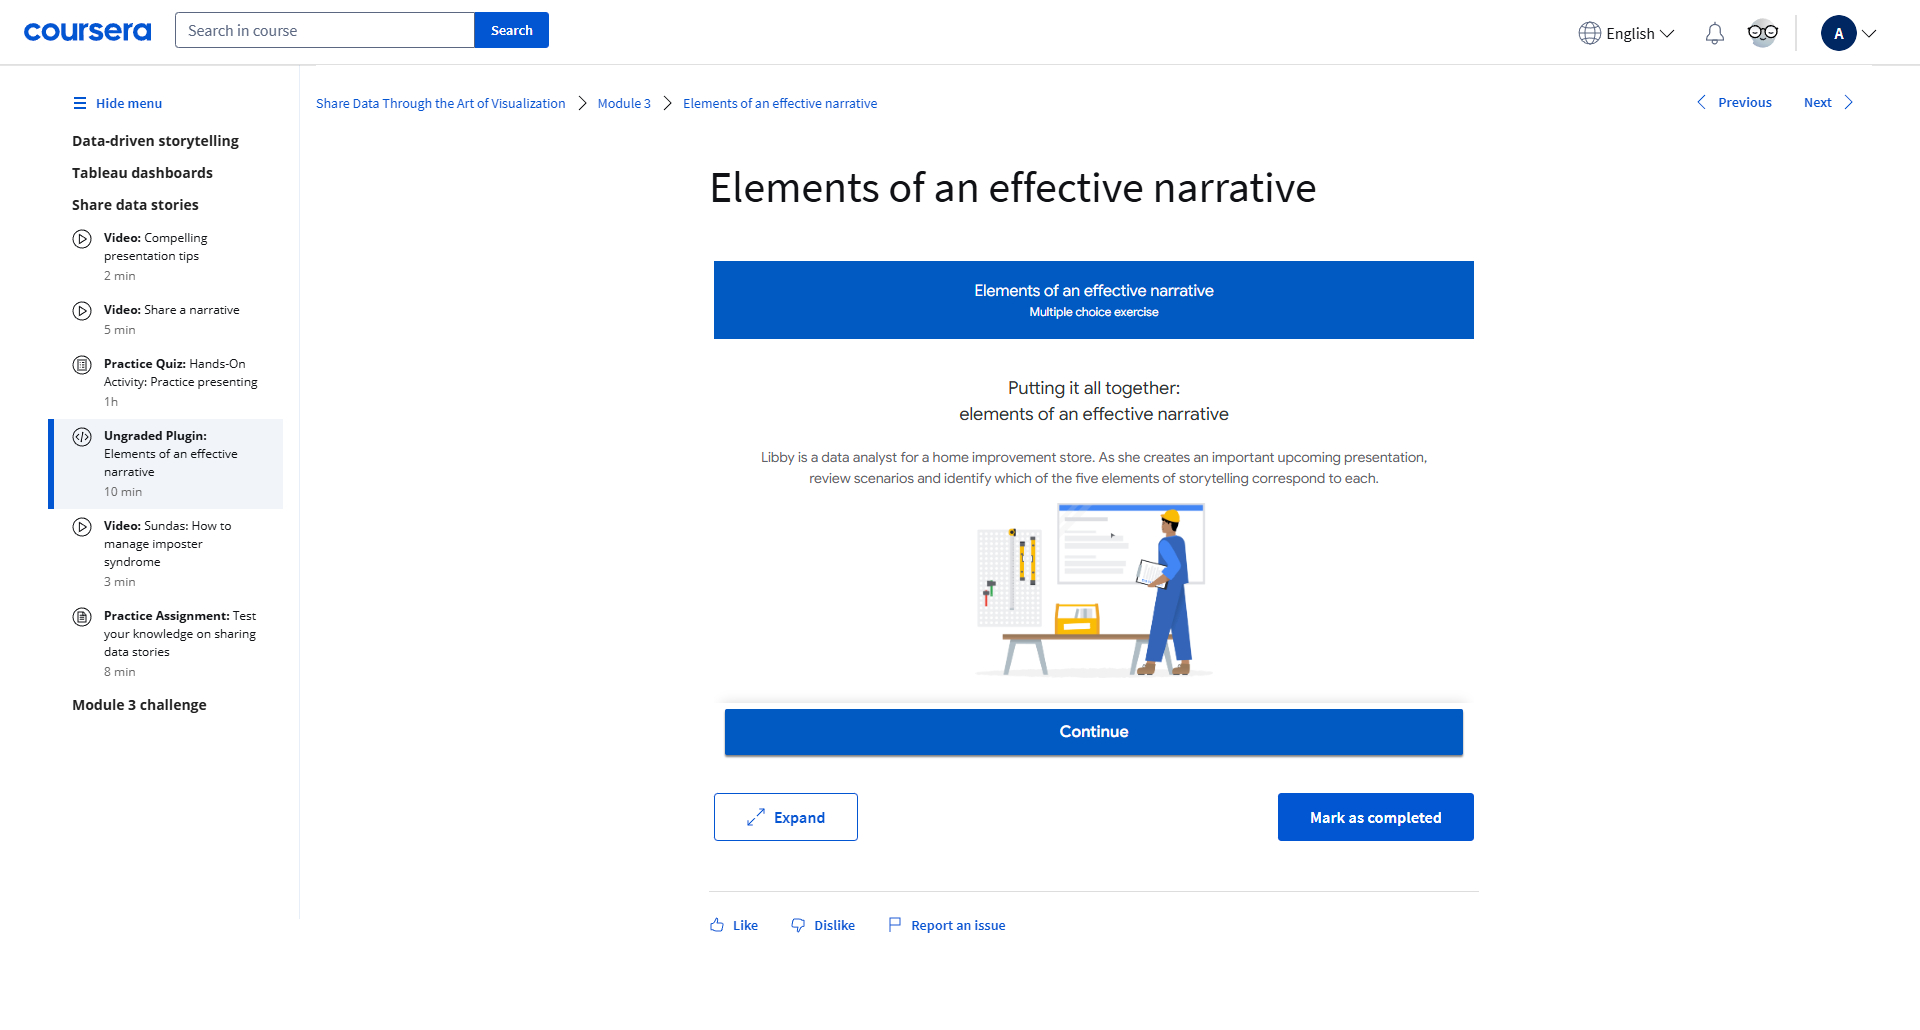 coursera
Search in course
Search
English
A
Hide menu
Share Data Through the Art of Visualization
Module 3
Elements of an effective narrative
Previous
Next
Data-driven storytelling
Tableau dashboards
Share data stories
Video: Compelling
presentation tips
2 min
Video: Share a narrative
5 min
Practice Quiz: Hands-On
Activity: Practice presenting
1h
Ungraded Plugin:
Elements of an effective
narrative
10 min
Video: Sundas: How to
manage imposter
syndrome
3 min
Practice Assignment: Test
your knowledge on sharing
data stories
8 min
Module 3 challenge
Elements of an effective narrative
Elements of an effective narrative
Multiple choice exercise
Putting it all together:
elements of an effective narrative
Libby is a data analyst for a home improvement store. As she creates an important upcoming presentation,
review scenarios and identify which of the five elements of storytelling correspond to each.
Continue
Expand
Mark as completed
Like
Dislike
Report an issue